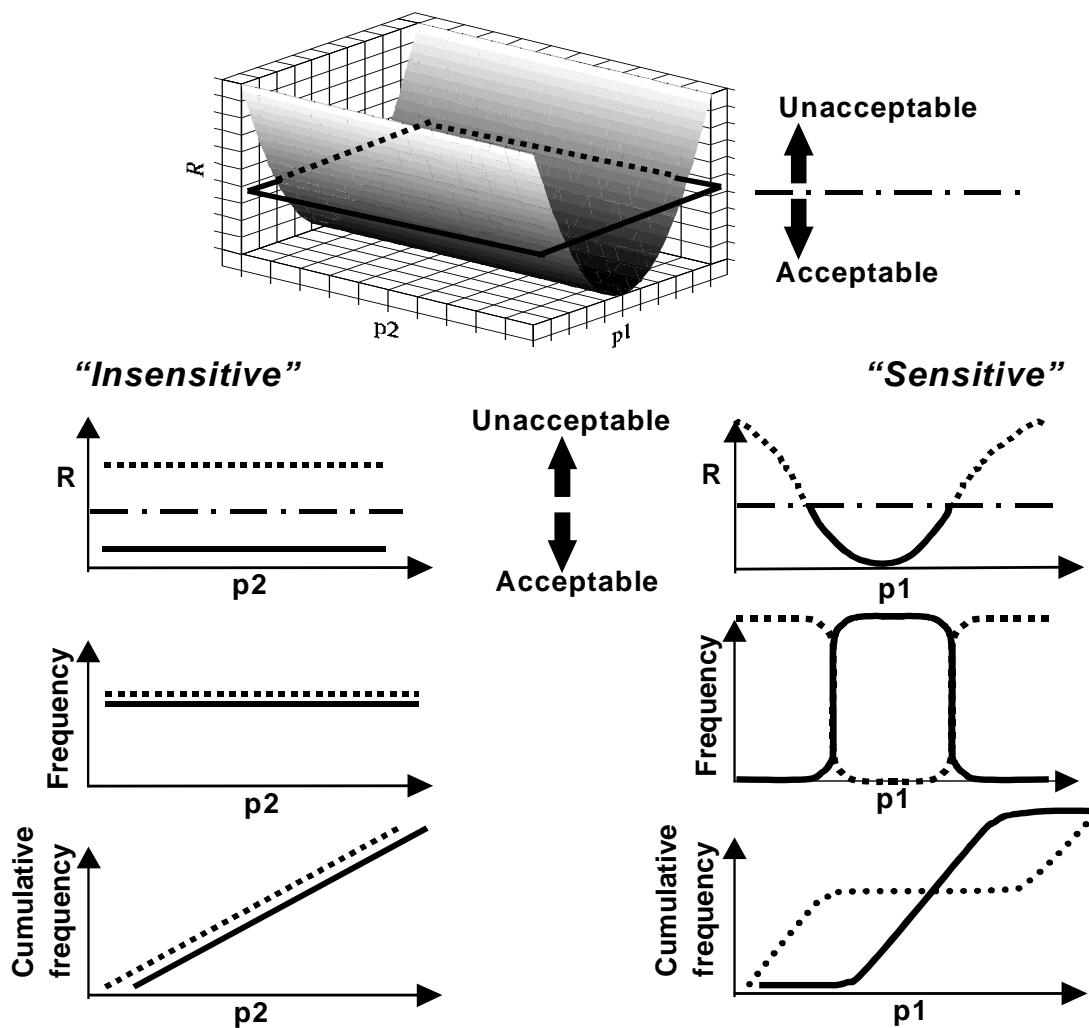 Unacceptable
R
Acceptable
p2
p1
“Insensitive”
“Sensitive”
Unacceptable
R
R
Acceptable
p2
p1
Frequency
Frequency
p2
p1
Cumulative
frequency
Cumulative
frequency
p2
p1